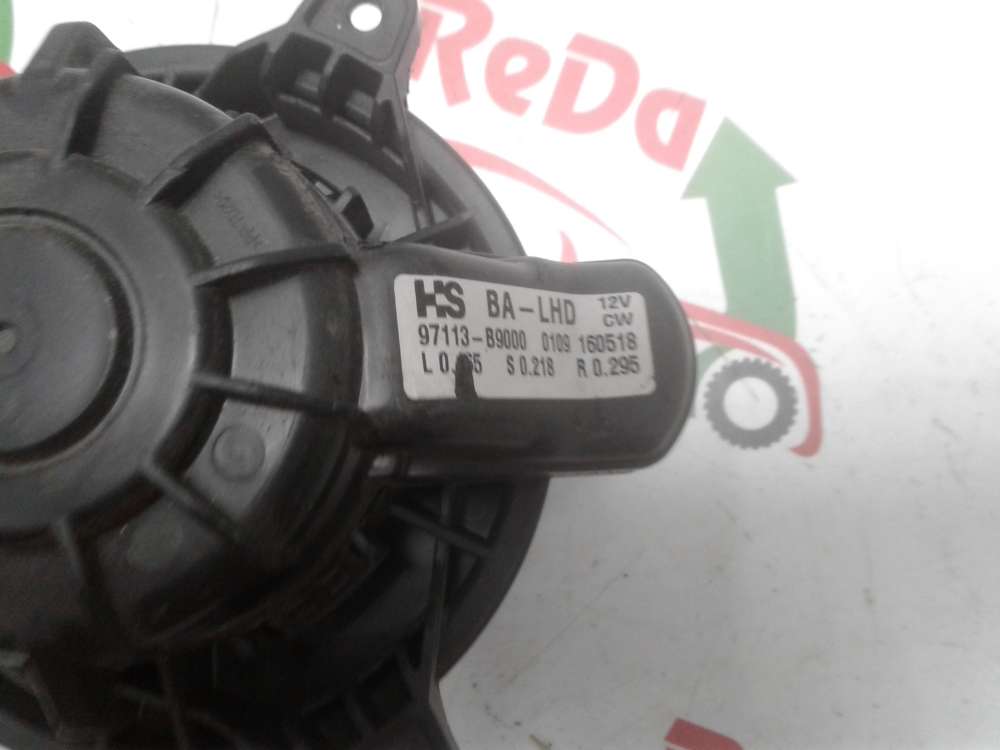 ReDa
HS BA-LHD 12V
CW
97113-B9000 0109 160518
S 0.218 R 0.295